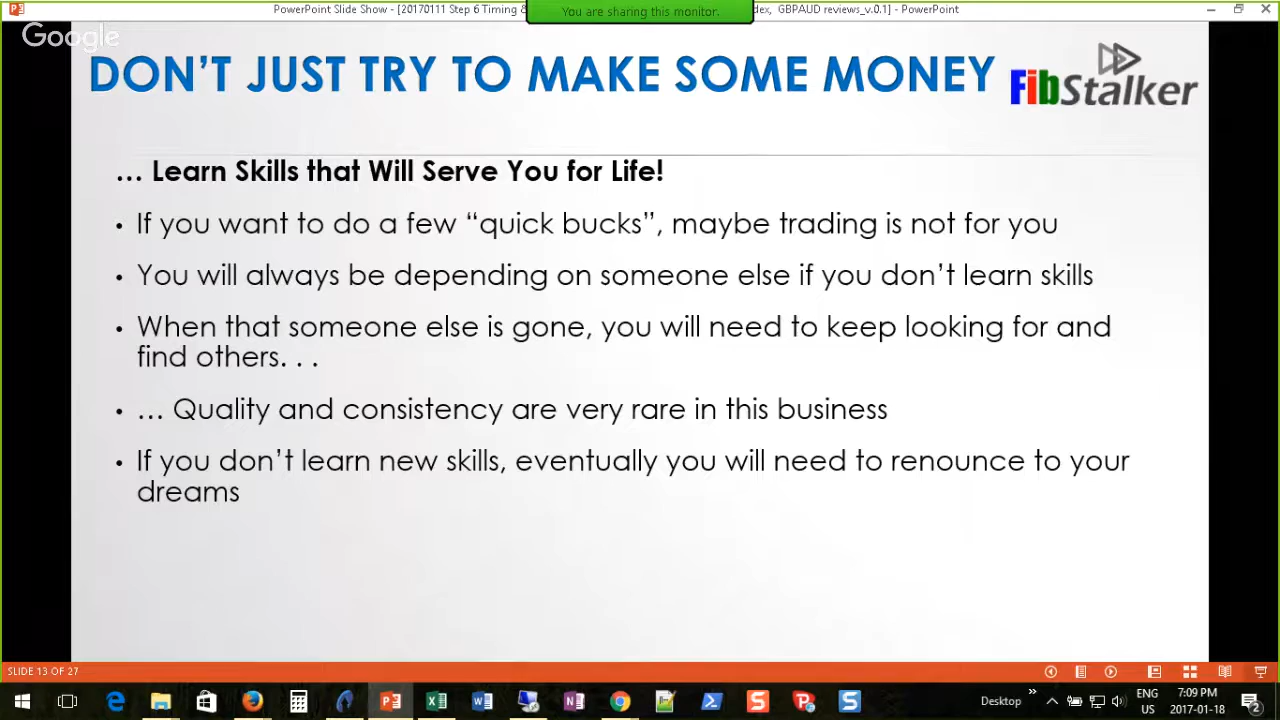 PowerPoint Slide Show - [20170111 Step 6 Timing &
You are sharing this monitor.
dex, GBPAUD reviews_v.0.1] - PowerPoint
Google
DON'T JUST TRY TO MAKE SOME MONEY
FibStalker
... Learn Skills that Will Serve You for Life!
• If you want to do a few “quick bucks”, maybe trading is not for you
• You will always be depending on someone else if you don't learn skills
• When that someone else is gone, you will need to keep looking for and
find others. . .
• ... Quality and consistency are very rare in this business
• If you don't learn new skills, eventually you will need to renounce to your
dreams
SLIDE 13 OF 27
Desktop
ENG
US
7:09 PM
2017-01-18
2